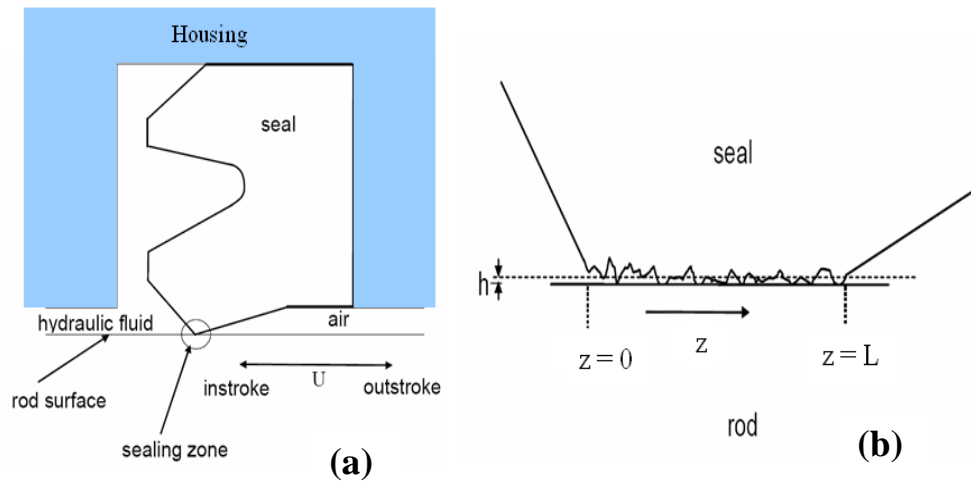 Housing
seal
hydraulic fluid
air
rod surface
instroke
U
outstroke
sealing zone
(a)
seal
h
z
z = 0
z = L
rod
(b)